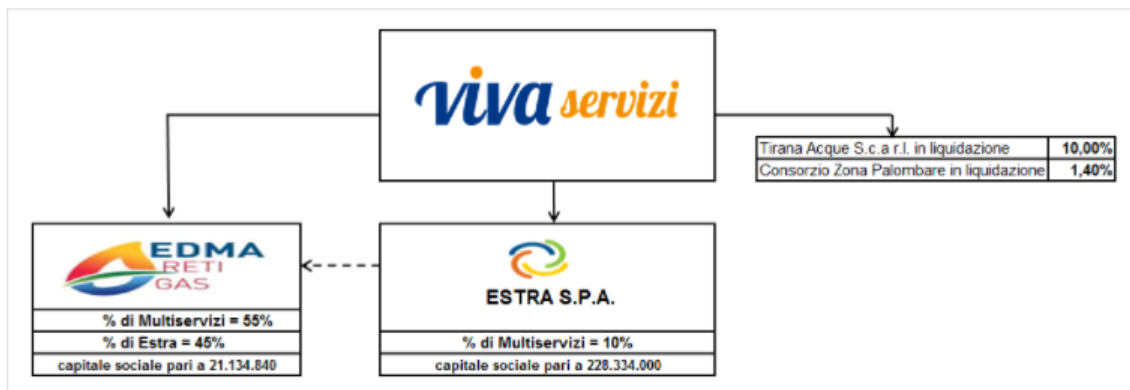 viva servizi
Tirana Acque S.c.a r.l. in liquidazione 10,00%
Consorzio Zona Palombare in liquidazione 1,40%
EDMA
RETI
GAS
% di Multiservizi = 55%
% di Estra = 45%
capitale sociale pari a 21.134.840
ESTRA S.P.A.
% di Multiservizi = 10%
capitale sociale pari a 228.334.000